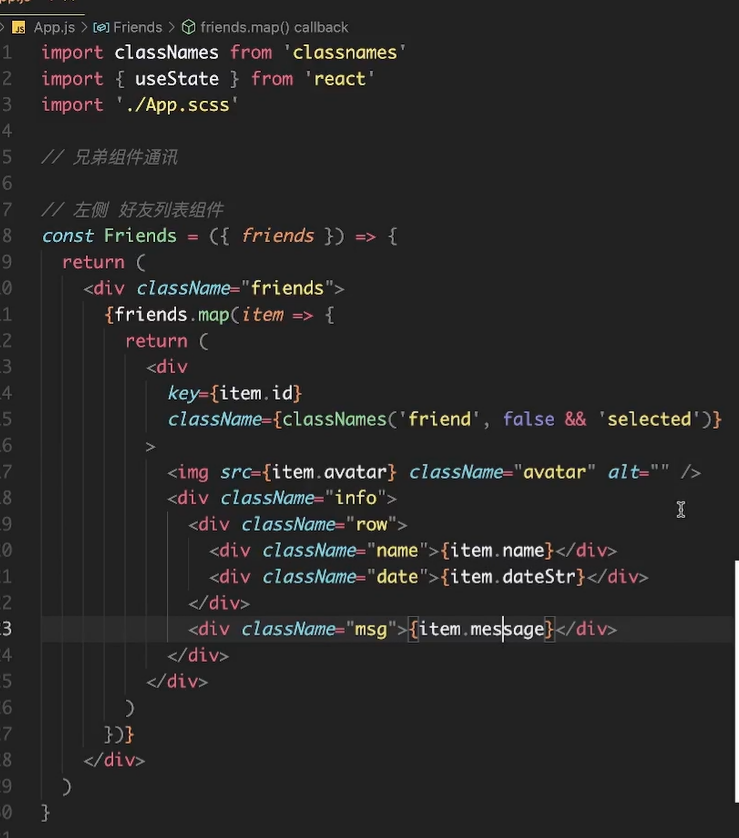 App.js > Friends > friends.map() callback
1 import classNames from 'classnames'
2 import { useState } from 'react'
3 import './App.scss'
4
5 // 兄弟组件通讯
6
7 // 左侧 好友列表组件
8 const Friends = ({ friends }) => {
9 return (
0 <div className="friends">
1 {friends.map(item => {
2 return (
3 <div
4 key={item.id}
5 className={classNames('friend', false && 'selected')}
6 >
7 <img src={item.avatar} className="avatar" alt="" />
8 <div className="info">
9 <div className="row">
0 <div className="name">{item.name}</div>
1 <div className="date">{item.dateStr}</div>
2 </div>
3 <div className="msg">{item.message}</div>
4 </div>
5 </div>
6 )
7 })}
8 </div>
9 )
0 }